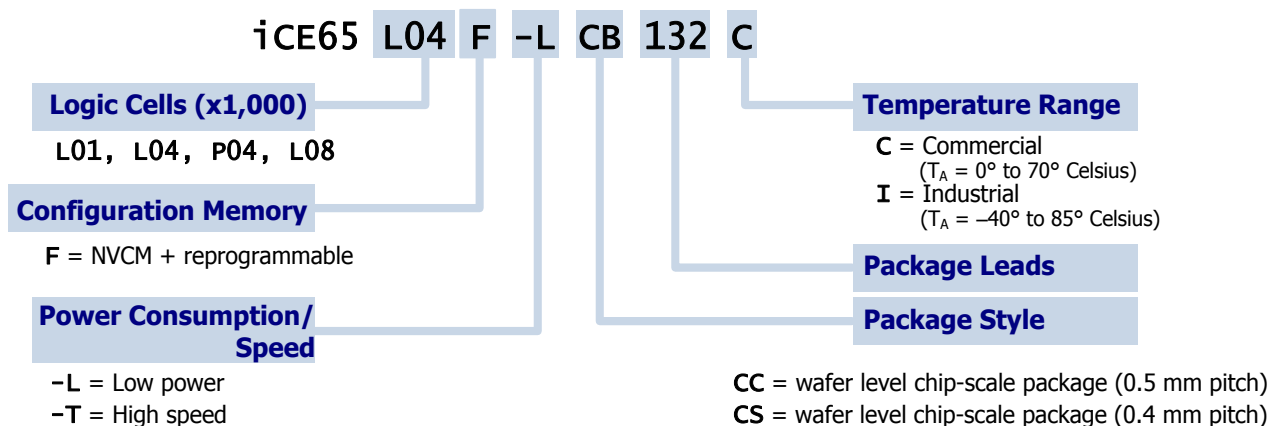 iCE65 L04 F -L CB 132 C
Logic Cells (x1,000)
L01, L04, P04, L08
Configuration Memory
F = NVCM + reprogrammable
Power Consumption/
Speed
-L = Low power
-T = High speed
Temperature Range
C = Commercial
(TA = 0° to 70° Celsius)
I = Industrial
(TA = –40° to 85° Celsius)
Package Leads
Package Style
CC = wafer level chip-scale package (0.5 mm pitch)
CS = wafer level chip-scale package (0.4 mm pitch)